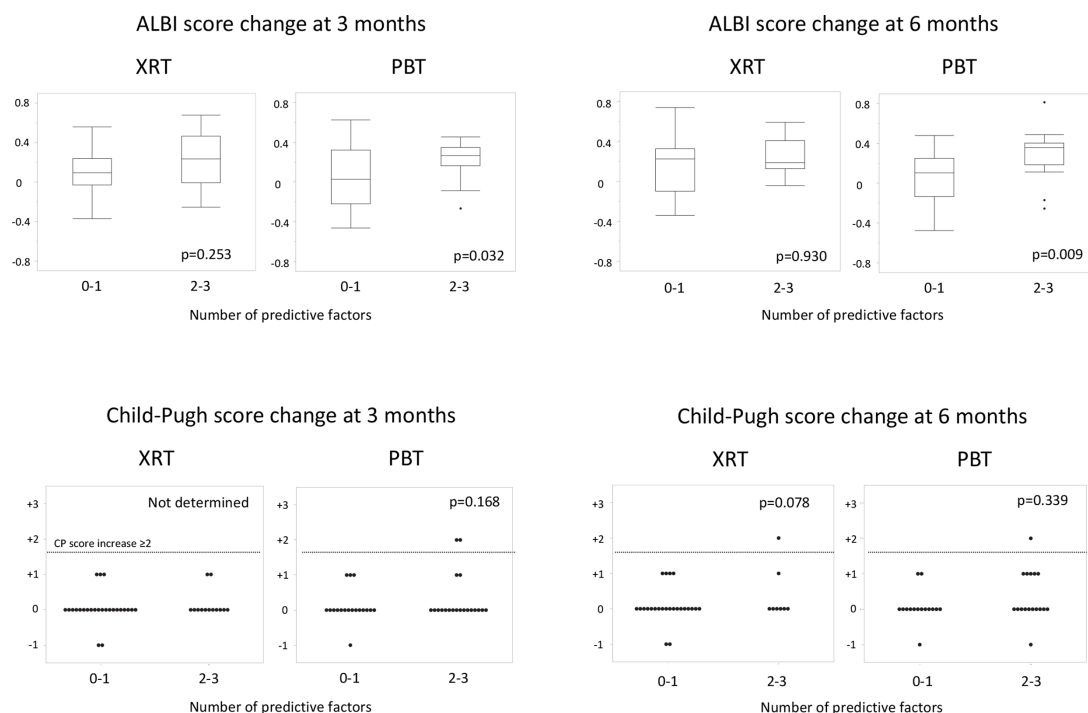 ALBI score change at 3 months
XRT
PBT
0.8
0.4
0
-0.4
-0.8
p=0.253
0-1
2-3
0.8
0.4
0
-0.4
-0.8
p=0.032
0-1
2-3
Number of predictive factors
ALBI score change at 6 months
XRT
PBT
0.8
0.4
0
-0.4
-0.8
p=0.930
0-1
2-3
0.8
0.4
0
-0.4
-0.8
p=0.009
0-1
2-3
Number of predictive factors
Child-Pugh score change at 3 months
XRT
PBT
+3
+2
+1
0
-1
Not determined
CP score increase ≥2
0-1
2-3
+3
+2
+1
0
-1
p=0.168
0-1
2-3
Number of predictive factors
Child-Pugh score change at 6 months
XRT
PBT
+3
+2
+1
0
-1
p=0.078
0-1
2-3
+3
+2
+1
0
-1
p=0.339
0-1
2-3
Number of predictive factors